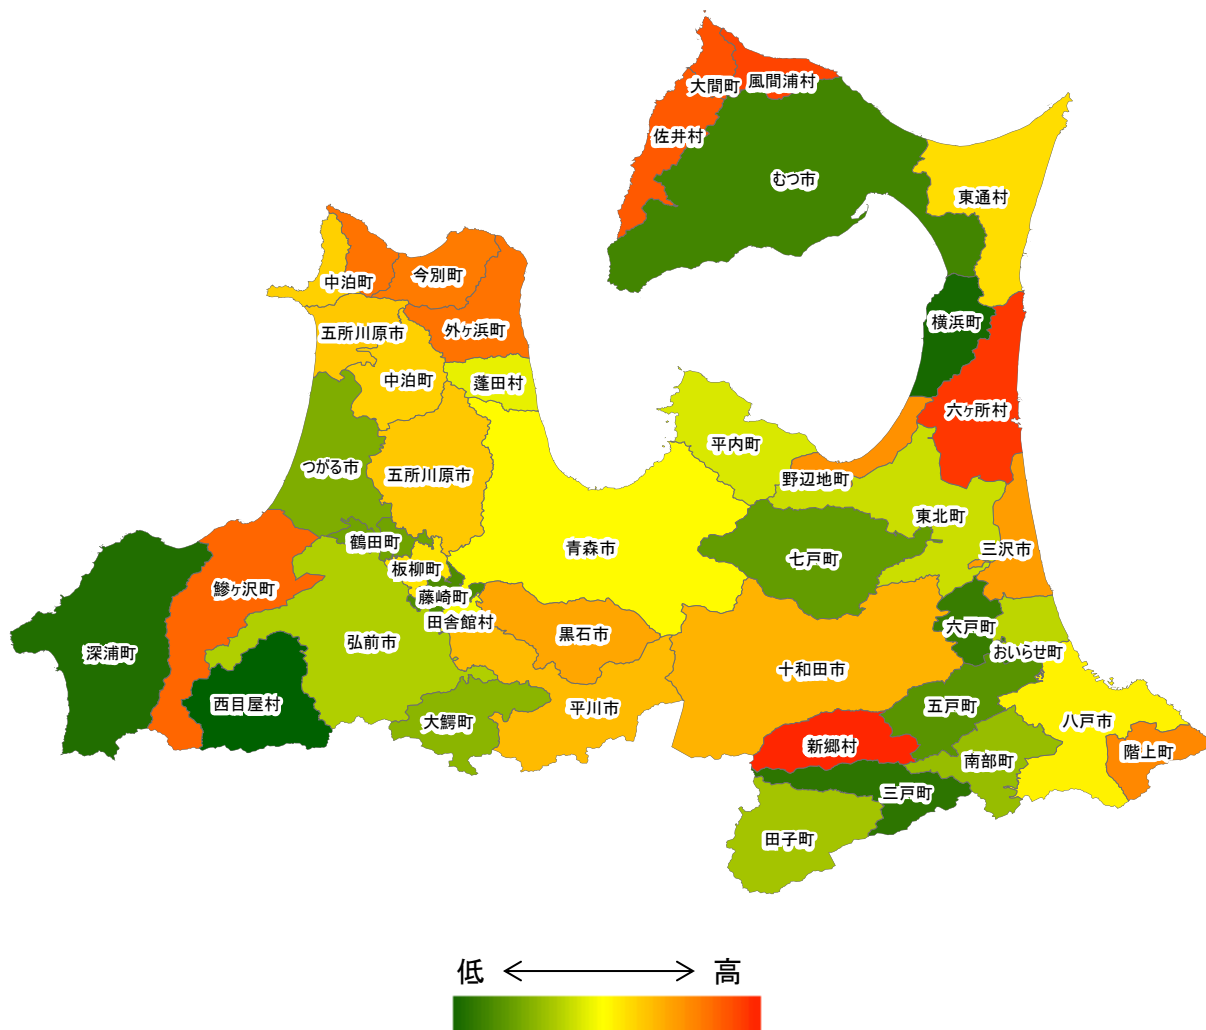 大間町
風間浦村
佐井村
むつ市
東通村
中泊町
今別町
五所川原市
外ヶ浜町
横浜町
中泊町
蓬田村
六ヶ所村
平内町
つがる市
五所川原市
野辺地町
東北町
鶴田町
青森市
三沢市
七戸町
板柳町
鰺ヶ沢町
藤崎町
田舎館村
黒石市
六戸町
弘前市
おいらせ町
深浦町
十和田市
西目屋村
平川市
五戸町
大鰐町
八戸市
新郷村
階上町
南部町
三戸町
田子町
低
高